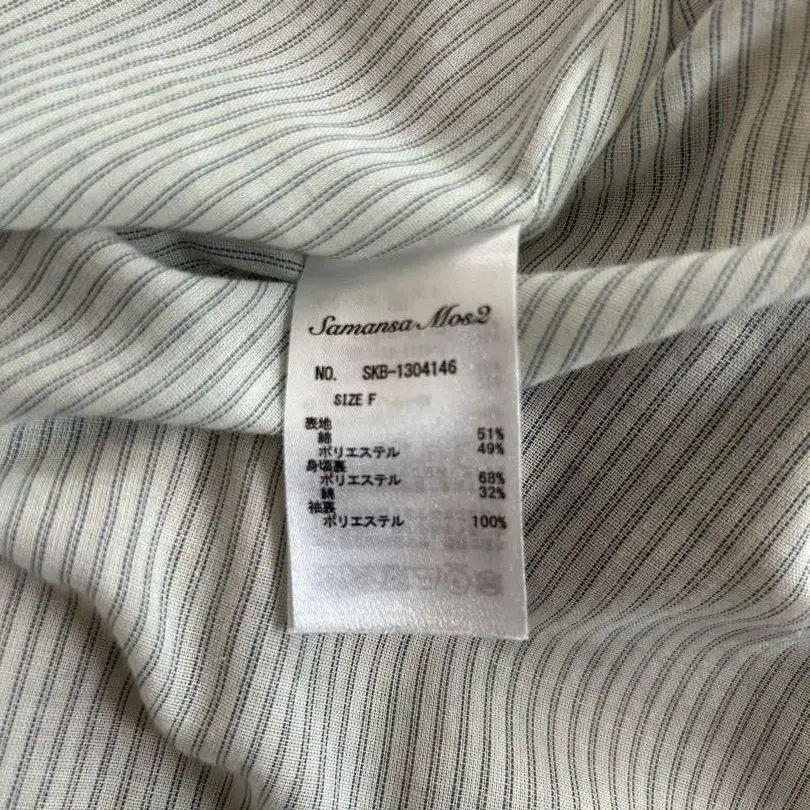 Samansa Mos2
NO. SKB-1304146
SIZE F
表地
綿 51%
ポリエステル 49%
身頃裏
ポリエステル 68%
綿 32%
袖裏
ポリエステル 100%